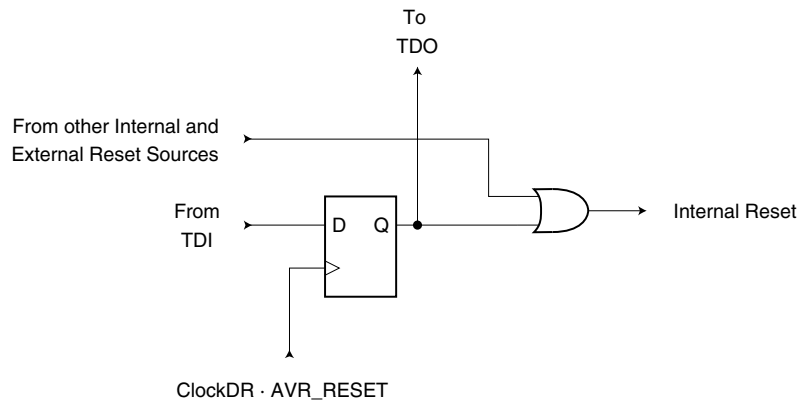 To
TDO
From other Internal and
External Reset Sources
From
TDI
D
Q
Internal Reset
ClockDR · AVR_RESET